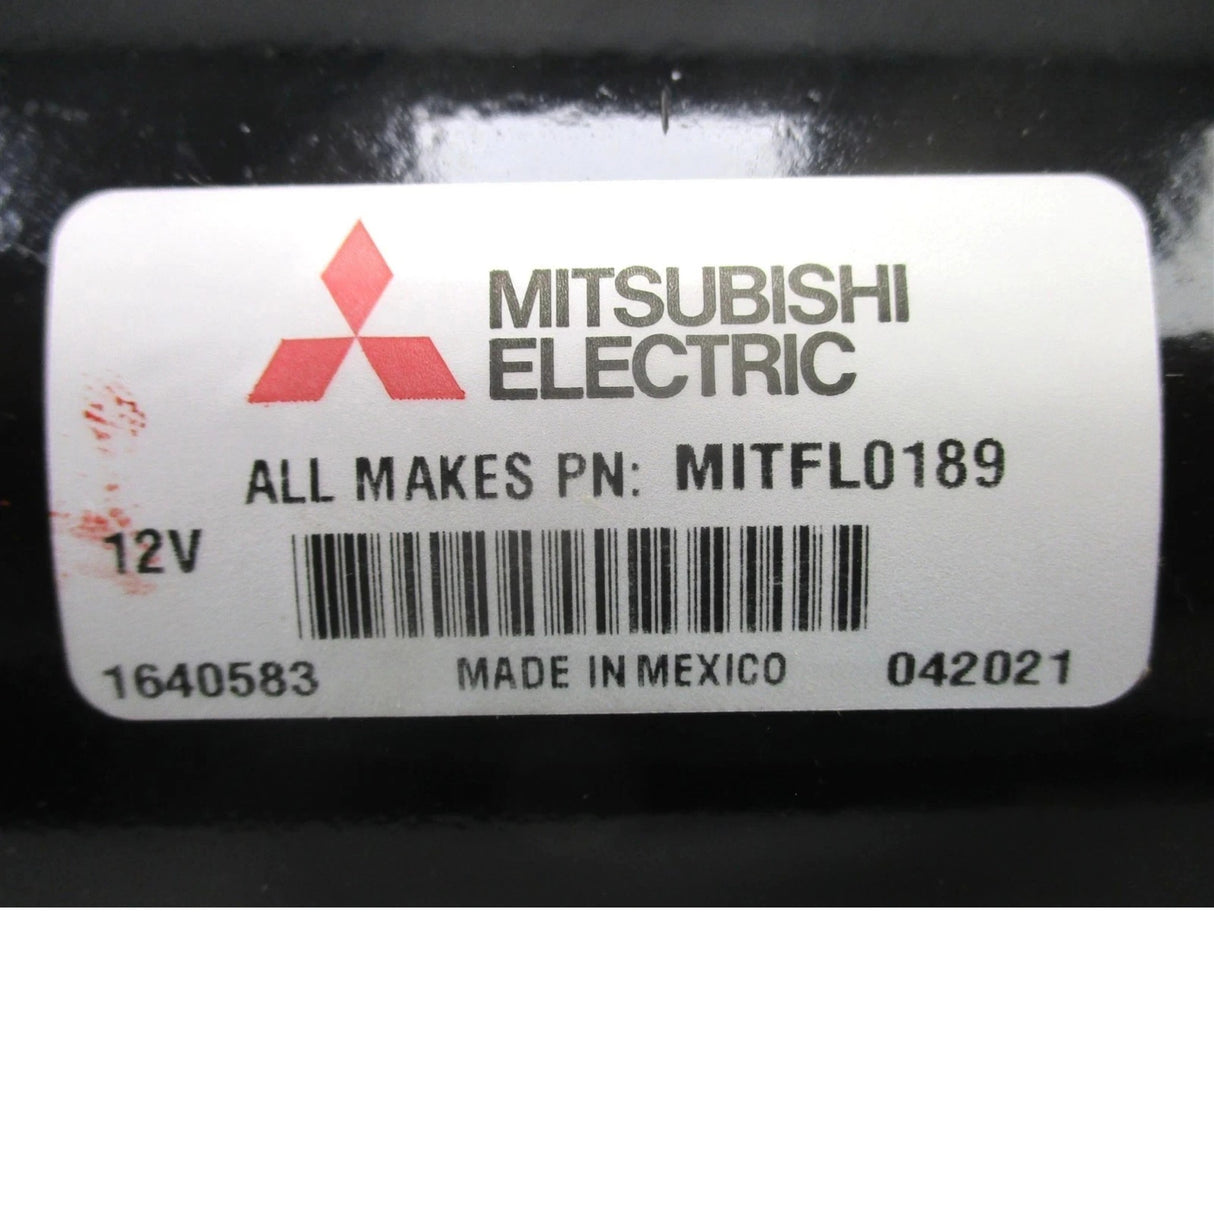 MITSUBISHI
ELECTRIC
ALL MAKES PN: MITFL0189
12V
1640583 MADE IN MEXICO 042021